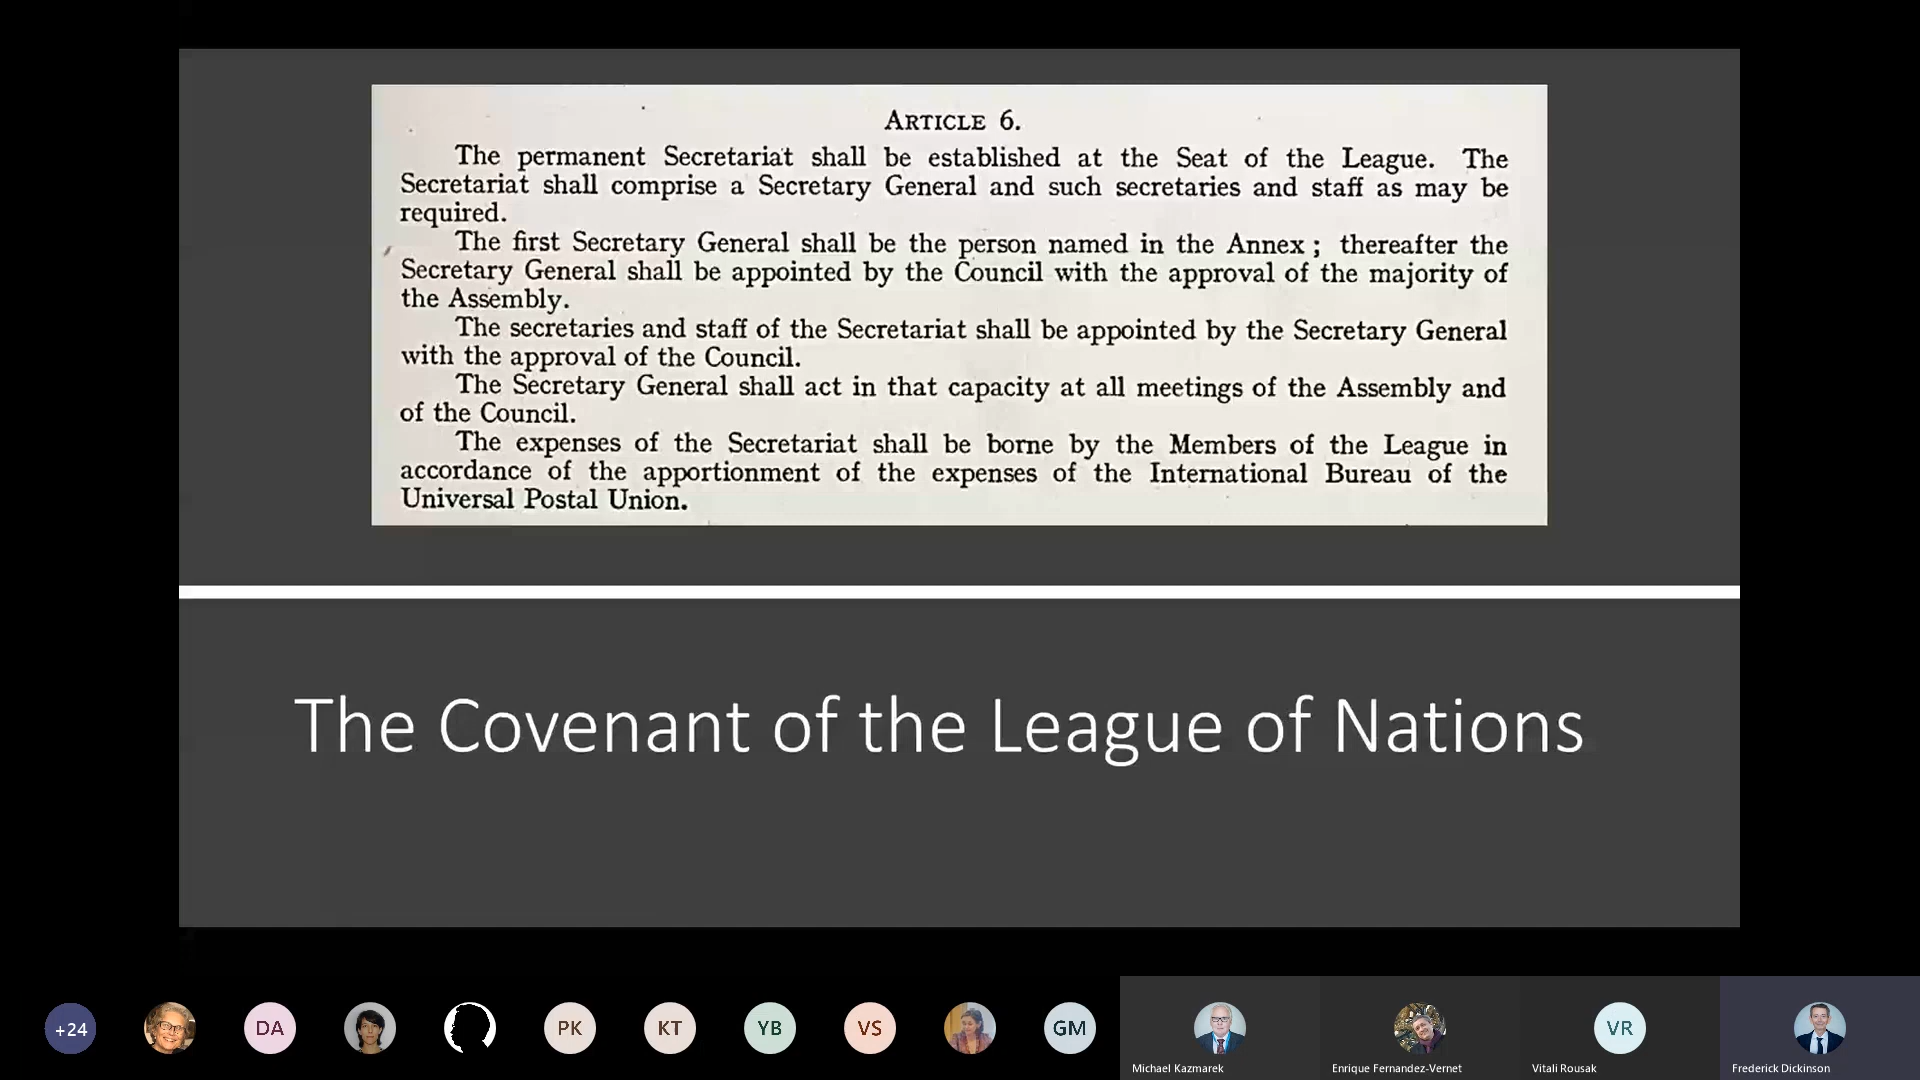 ARTICLE 6.
The permanent Secretariat shall be established at the Seat of the League. The
Secretariat shall comprise a Secretary General and such secretaries and staff as may be
required.
The first Secretary General shall be the person named in the Annex ; thereafter the
Secretary General shall be appointed by the Council with the approval of the majority of
the Assembly.
The secretaries and staff of the Secretariat shall be appointed by the Secretary General
with the approval of the Council.
The Secretary General shall act in that capacity at all meetings of the Assembly and
of the Council.
The expenses of the Secretariat shall be borne by the Members of the League in
accordance of the apportionment of the expenses of the International Bureau of the
Universal Postal Union.
The Covenant of the League of Nations
+24
DA
PK
KT
YB
VS
GM
VR
Michael Kazmarek
Enrique Fernandez-Vernet
Vitali Rousak
Frederick Dickinson